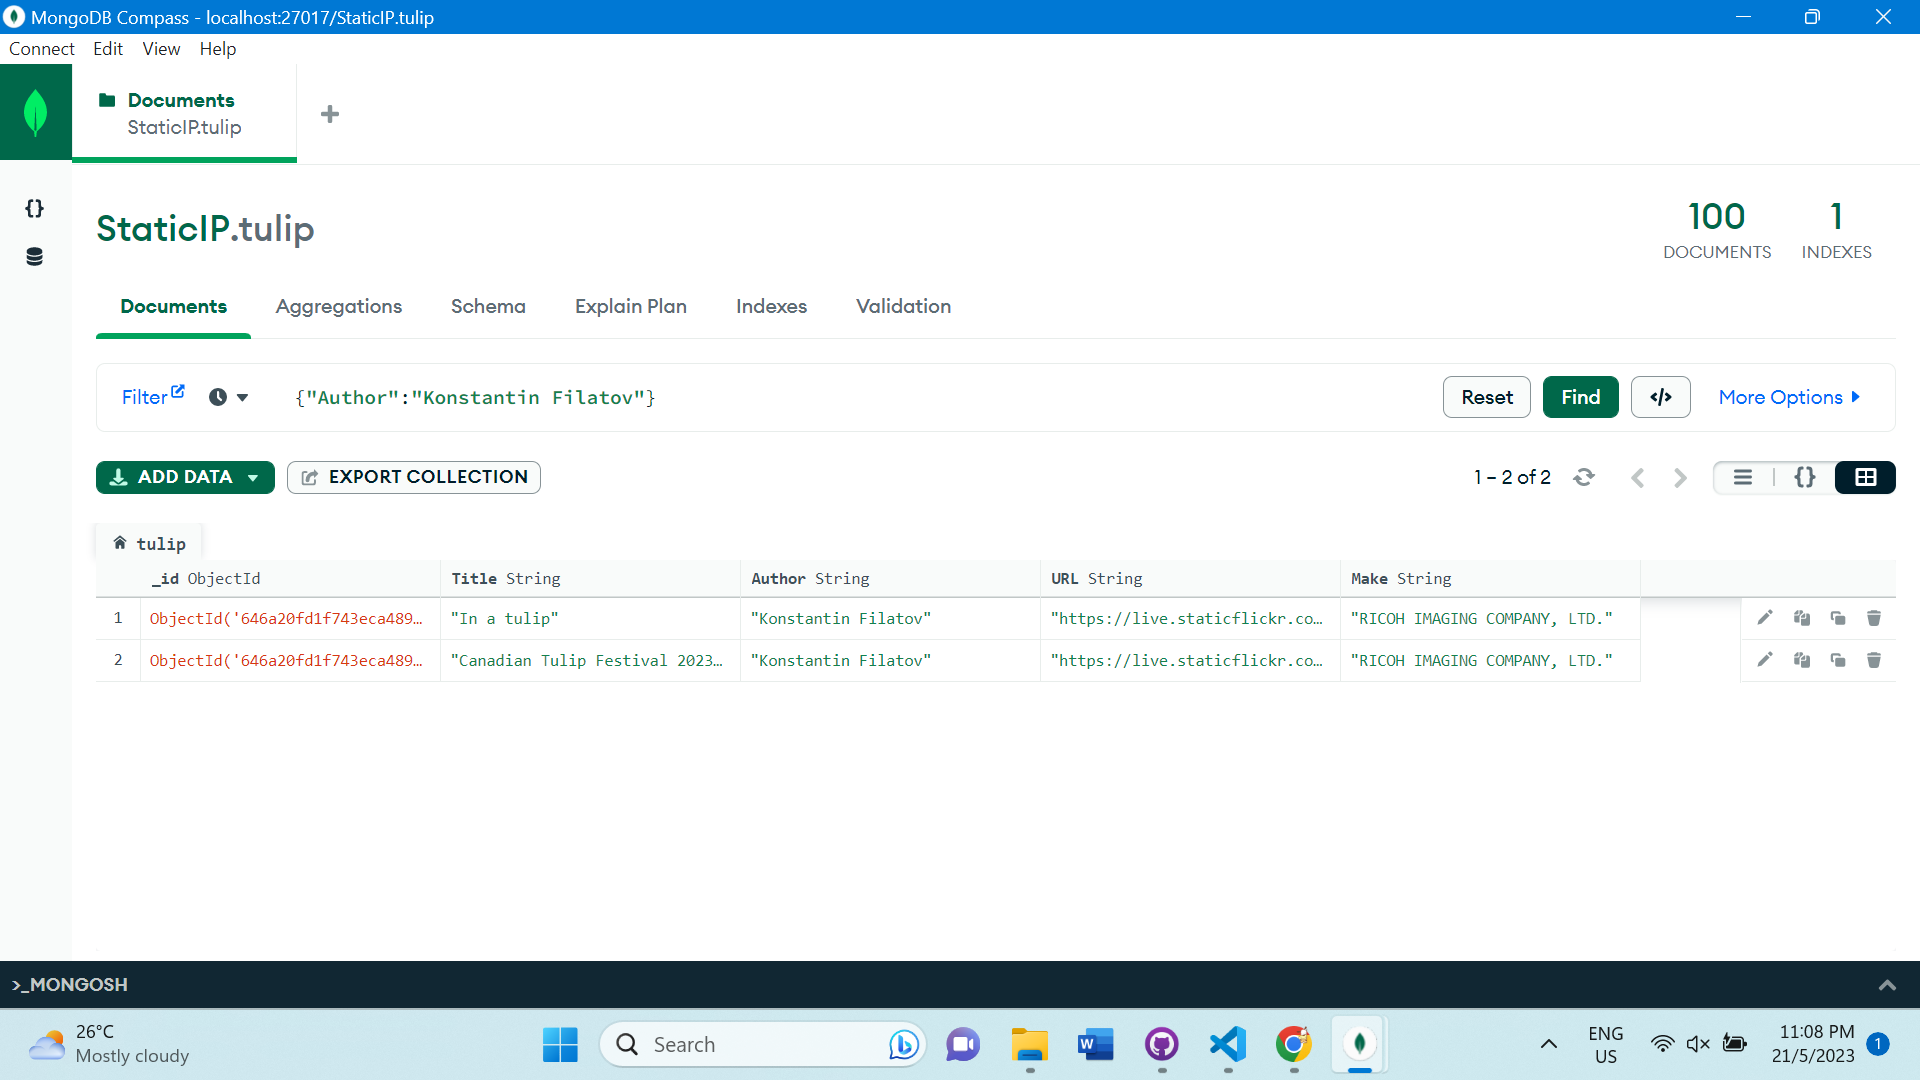 MongoDB Compass - localhost:27017/StaticIP.tulip
Connect Edit View Help
Documents
StaticIP.tulip
StaticIP.tulip
100
DOCUMENTS
1
INDEXES
Documents Aggregations Schema Explain Plan Indexes Validation
Filter {"Author":"Konstantin Filatov"} Reset Find </> More Options
ADD DATA EXPORT COLLECTION 1 – 2 of 2 {}
tulip
_id ObjectId Title String Author String URL String Make String
1 ObjectId('646a20fd1f743eca489… "In a tulip" "Konstantin Filatov" "https://live.staticflickr.co… "RICOH IMAGING COMPANY, LTD."
2 ObjectId('646a20fd1f743eca489… "Canadian Tulip Festival 2023… "Konstantin Filatov" "https://live.staticflickr.co… "RICOH IMAGING COMPANY, LTD."
>_MONGOSH
26°C
Mostly cloudy
Search
W
ENG
US
11:08 PM
21/5/2023
1